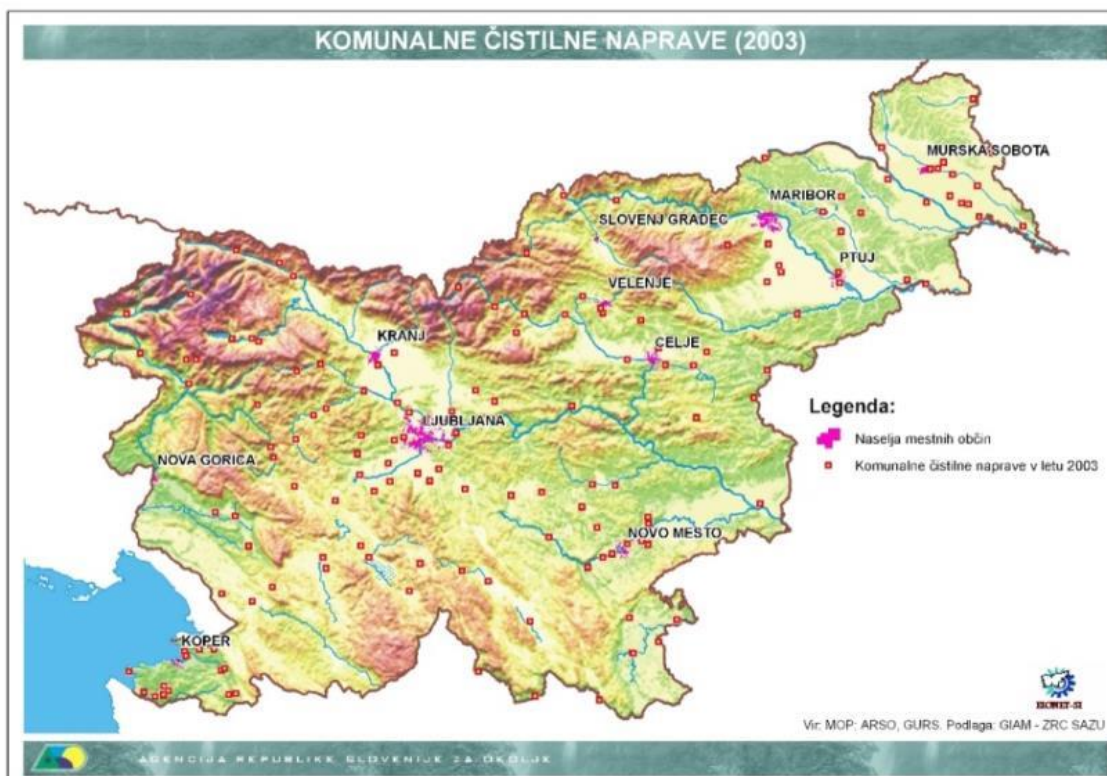 KOMUNALNE ČISTILNE NAPRAVE (2003)
MURSKA SOBOTA
MARIBOR
SLOVENJ GRADEC
PTUJ
VELENJE
KRANJ
CELJE
LJUBLJANA
NOVA GORICA
NOVO MESTO
KOPER
Legenda:
Naselja mestnih občin
Komunalne čistilne naprave v letu 2003
EIONET-SI
Vir: MOP: ARSO, GURS. Podlaga: GIAM - ZRC SAZU
AGENCIJA REPUBLIKE SLOVENIJE ZA OKOLJE